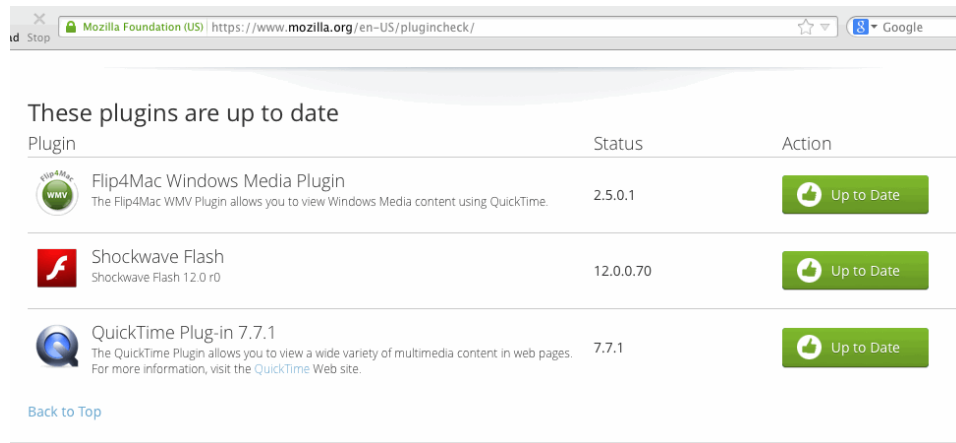 ad Stop Mozilla Foundation (US) https://www.mozilla.org/en-US/plugincheck/ 8 Google
These plugins are up to date
Plugin Status Action
Flip4Mac
WMV
Flip4Mac Windows Media Plugin
The Flip4Mac WMV Plugin allows you to view Windows Media content using QuickTime.
2.5.0.1
Up to Date
Shockwave Flash
Shockwave Flash 12.0 r0
12.0.0.70
Up to Date
QuickTime Plug-in 7.7.1
The QuickTime Plugin allows you to view a wide variety of multimedia content in web pages.
For more information, visit the QuickTime Web site.
7.7.1
Up to Date
Back to Top